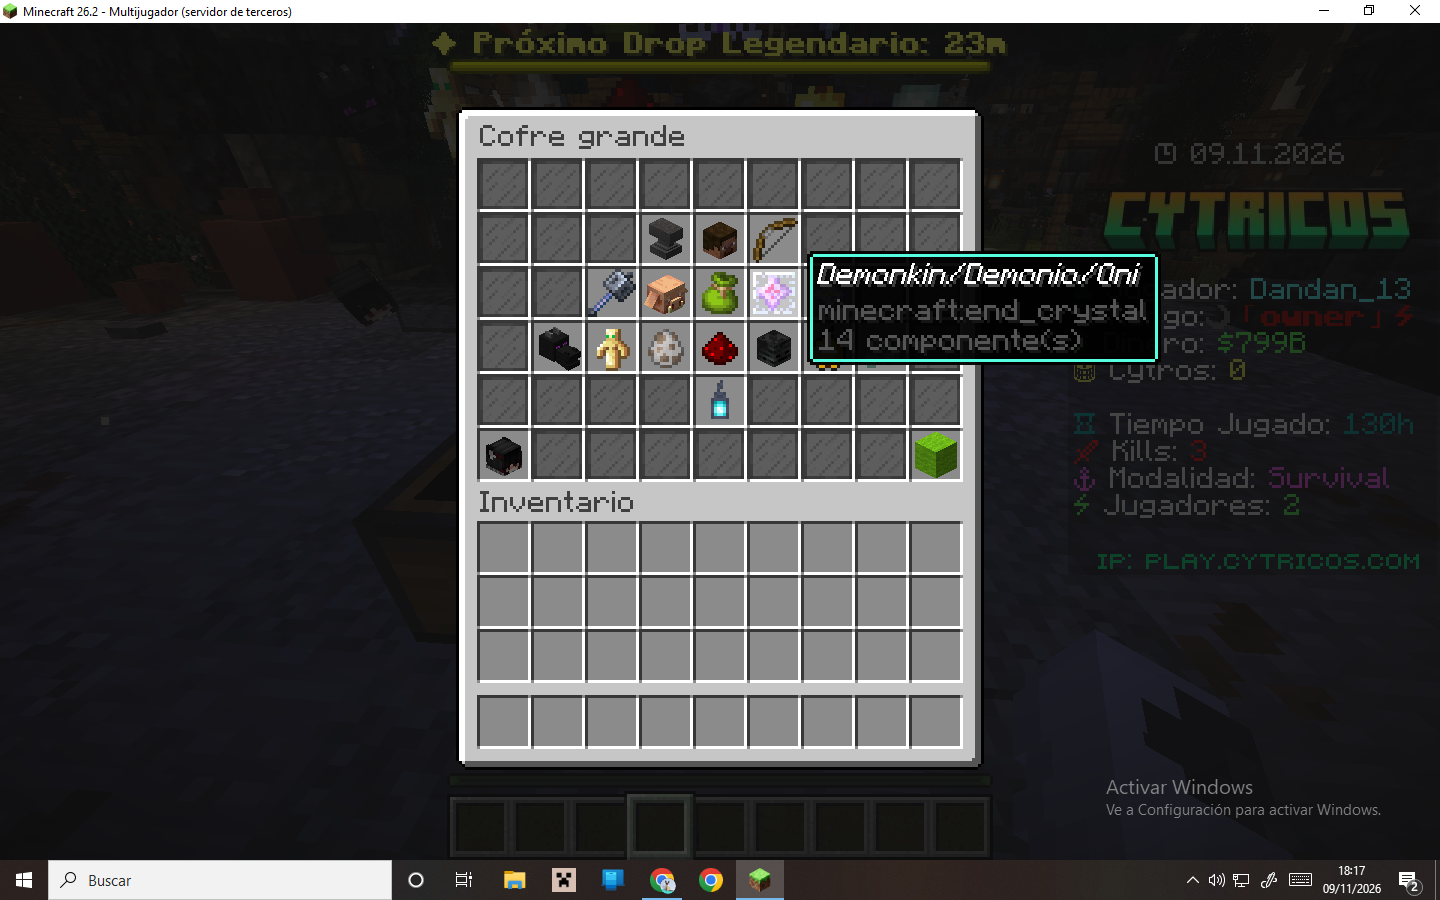 Minecraft 26.2 - Multijugador (servidor de terceros)
Próximo Drop Legendario: 23m
Cofre grande
09.11.2026
CYTRICOS
Demonkin/Demonio/Oni
minecraft:end_crystal
14 componente(s)
ador: Dandan_13
go: 「owner」
ro: $799B
Cytros: 0
Tiempo Jugado: 130h
Kills: 3
Modalidad: Survival
Jugadores: 2
Inventario
IP: PLAY.CYTRICOS.COM
Activar Windows
Ve a Configuración para activar Windows.
Buscar
18:17
09/11/2026
2